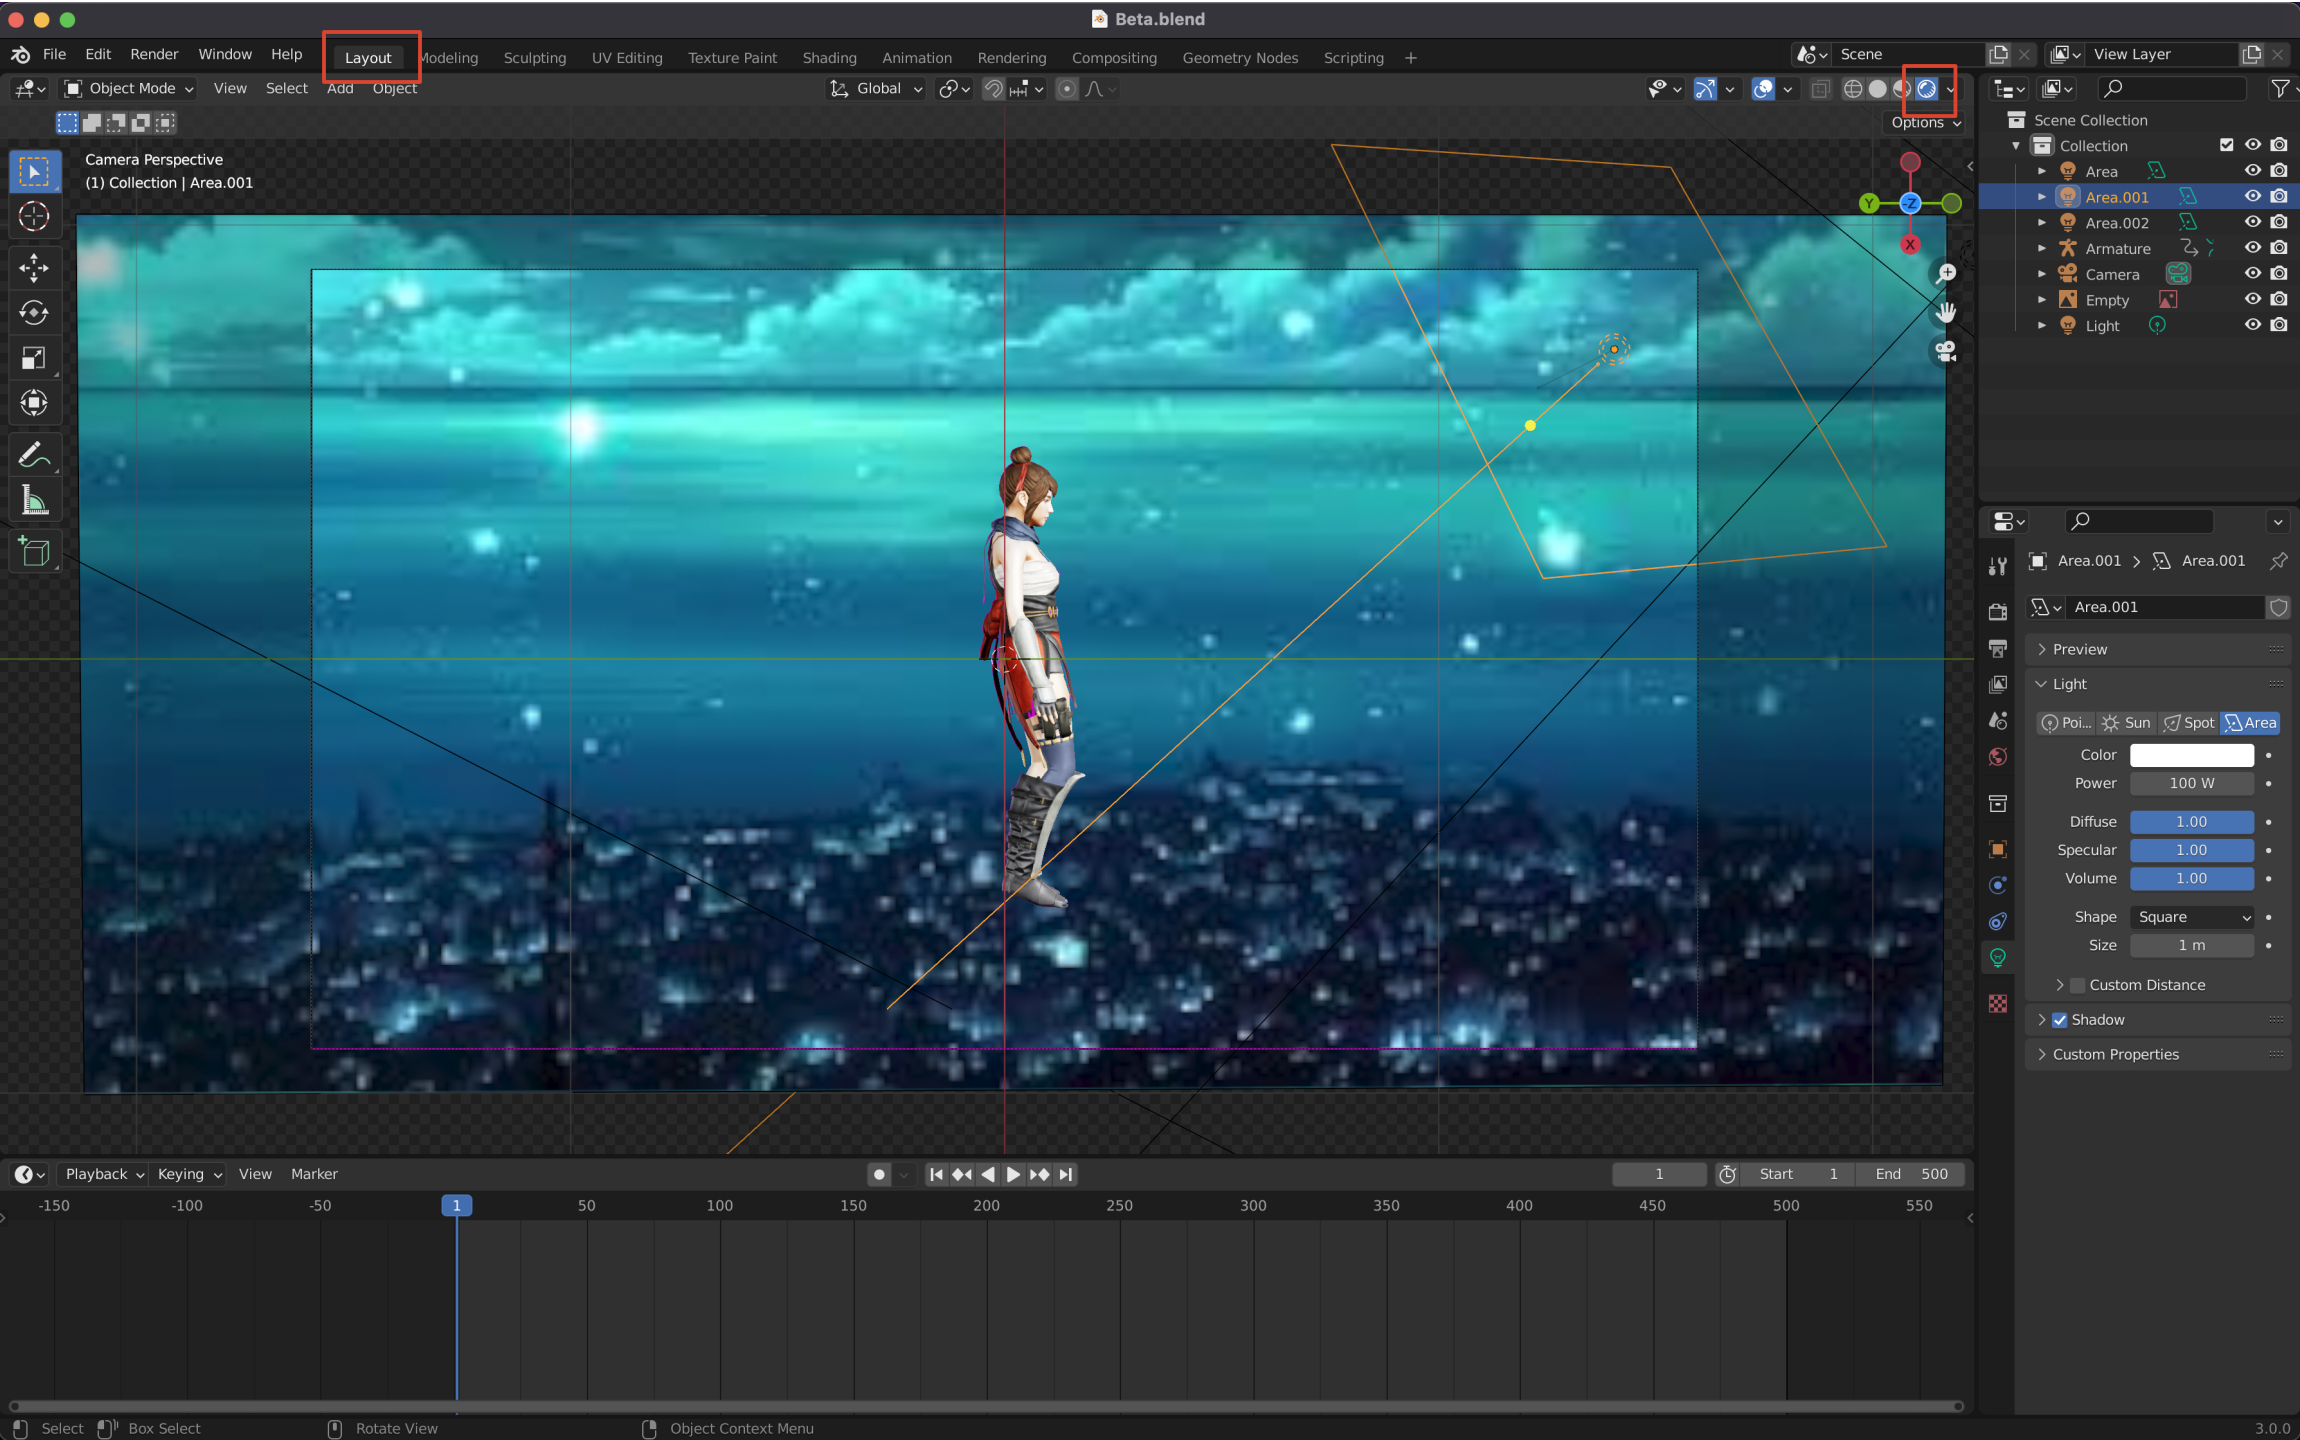 Beta.blend
File Edit Render Window Help Layout Modeling Sculpting UV Editing Texture Paint Shading Animation Rendering Compositing Geometry Nodes Scripting + Scene View Layer
Object Mode View Select Add Object Global
Options
Camera Perspective
(1) Collection | Area.001
Y -Z
X
Scene Collection
Collection
Area
Area.001
Area.002
Armature
Camera
Empty
Light
Area.001 > Area.001
Area.001
Preview
Light
Poi... Sun Spot Area
Color
Power 100 W
Diffuse 1.00
Specular 1.00
Volume 1.00
Shape Square
Size 1 m
Custom Distance
Shadow
Custom Properties
Playback Keying View Marker 1 Start 1 End 500
-150 -100 -50 1 50 100 150 200 250 300 350 400 450 500 550
Select Box Select Rotate View Object Context Menu 3.0.0